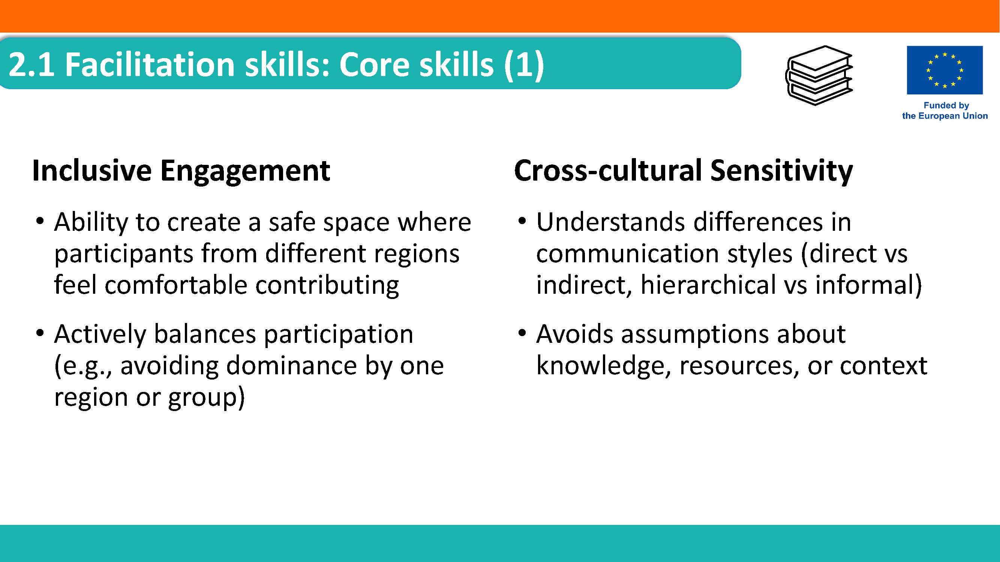 2.1 Facilitation skills: Core skills (1)
Funded by
the European Union
Inclusive Engagement
• Ability to create a safe space where
participants from different regions
feel comfortable contributing
• Actively balances participation
(e.g., avoiding dominance by one
region or group)
Cross-cultural Sensitivity
• Understands differences in
communication styles (direct vs
indirect, hierarchical vs informal)
• Avoids assumptions about
knowledge, resources, or context